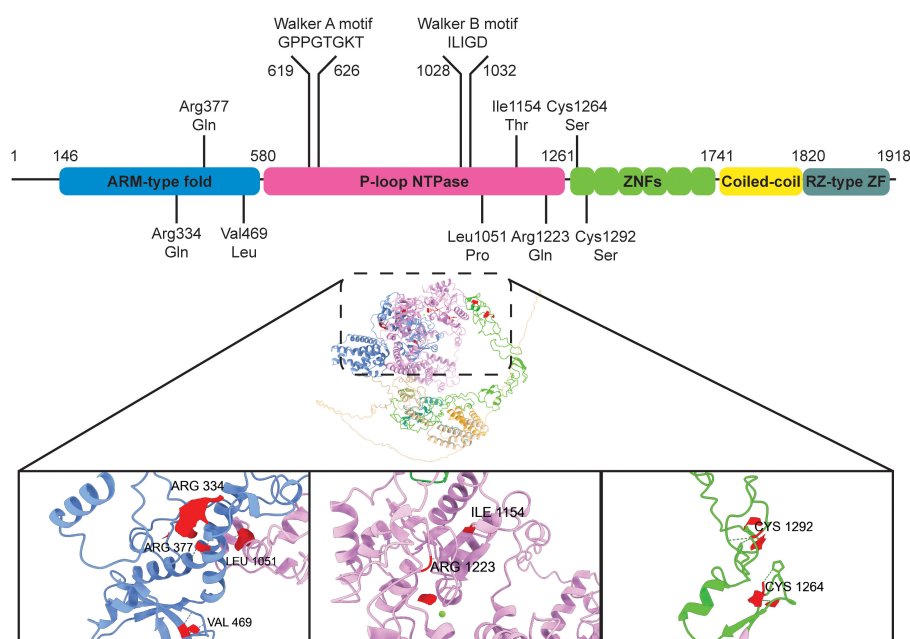 Walker A motif
GPPGTGKT
Walker B motif
ILIGD
619
626
1028
1032
Arg377
Gln
Ile1154
Thr
Cys1264
Ser
1
146
580
1261
1741
1820
1918
ARM-type fold
P-loop NTPase
ZNFs
Coiled-coil
RZ-type ZF
Arg334
Gln
Val469
Leu
Leu1051
Pro
Arg1223
Gln
Cys1292
Ser
ARG 334
ARG 377
LEU 1051
VAL 469
ILE 1154
ARG 1223
CYS 1292
CYS 1264